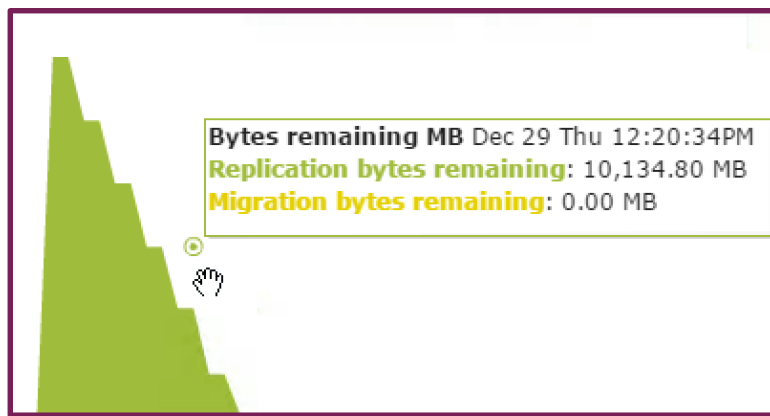 Bytes remaining MB Dec 29 Thu 12:20:34PM
Replication bytes remaining: 10,134.80 MB
Migration bytes remaining: 0.00 MB